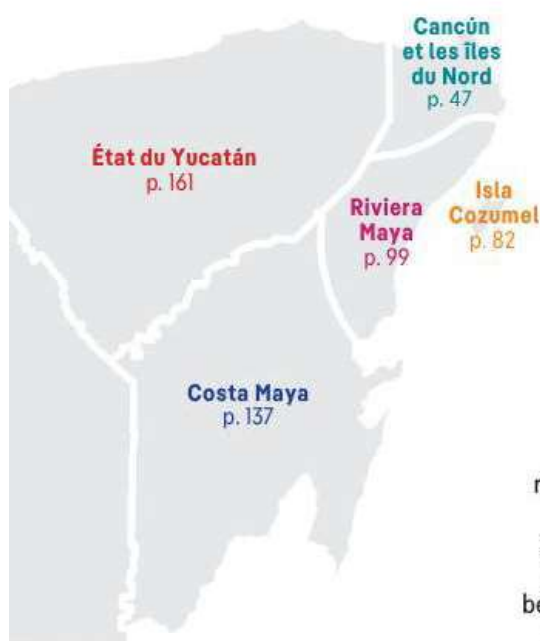 Cancún
et les îles
du Nord
p. 47
État du Yucatán
p. 161
Riviera
Maya
p. 99
Isla
Cozumel
p. 82
Costa Maya
p. 137